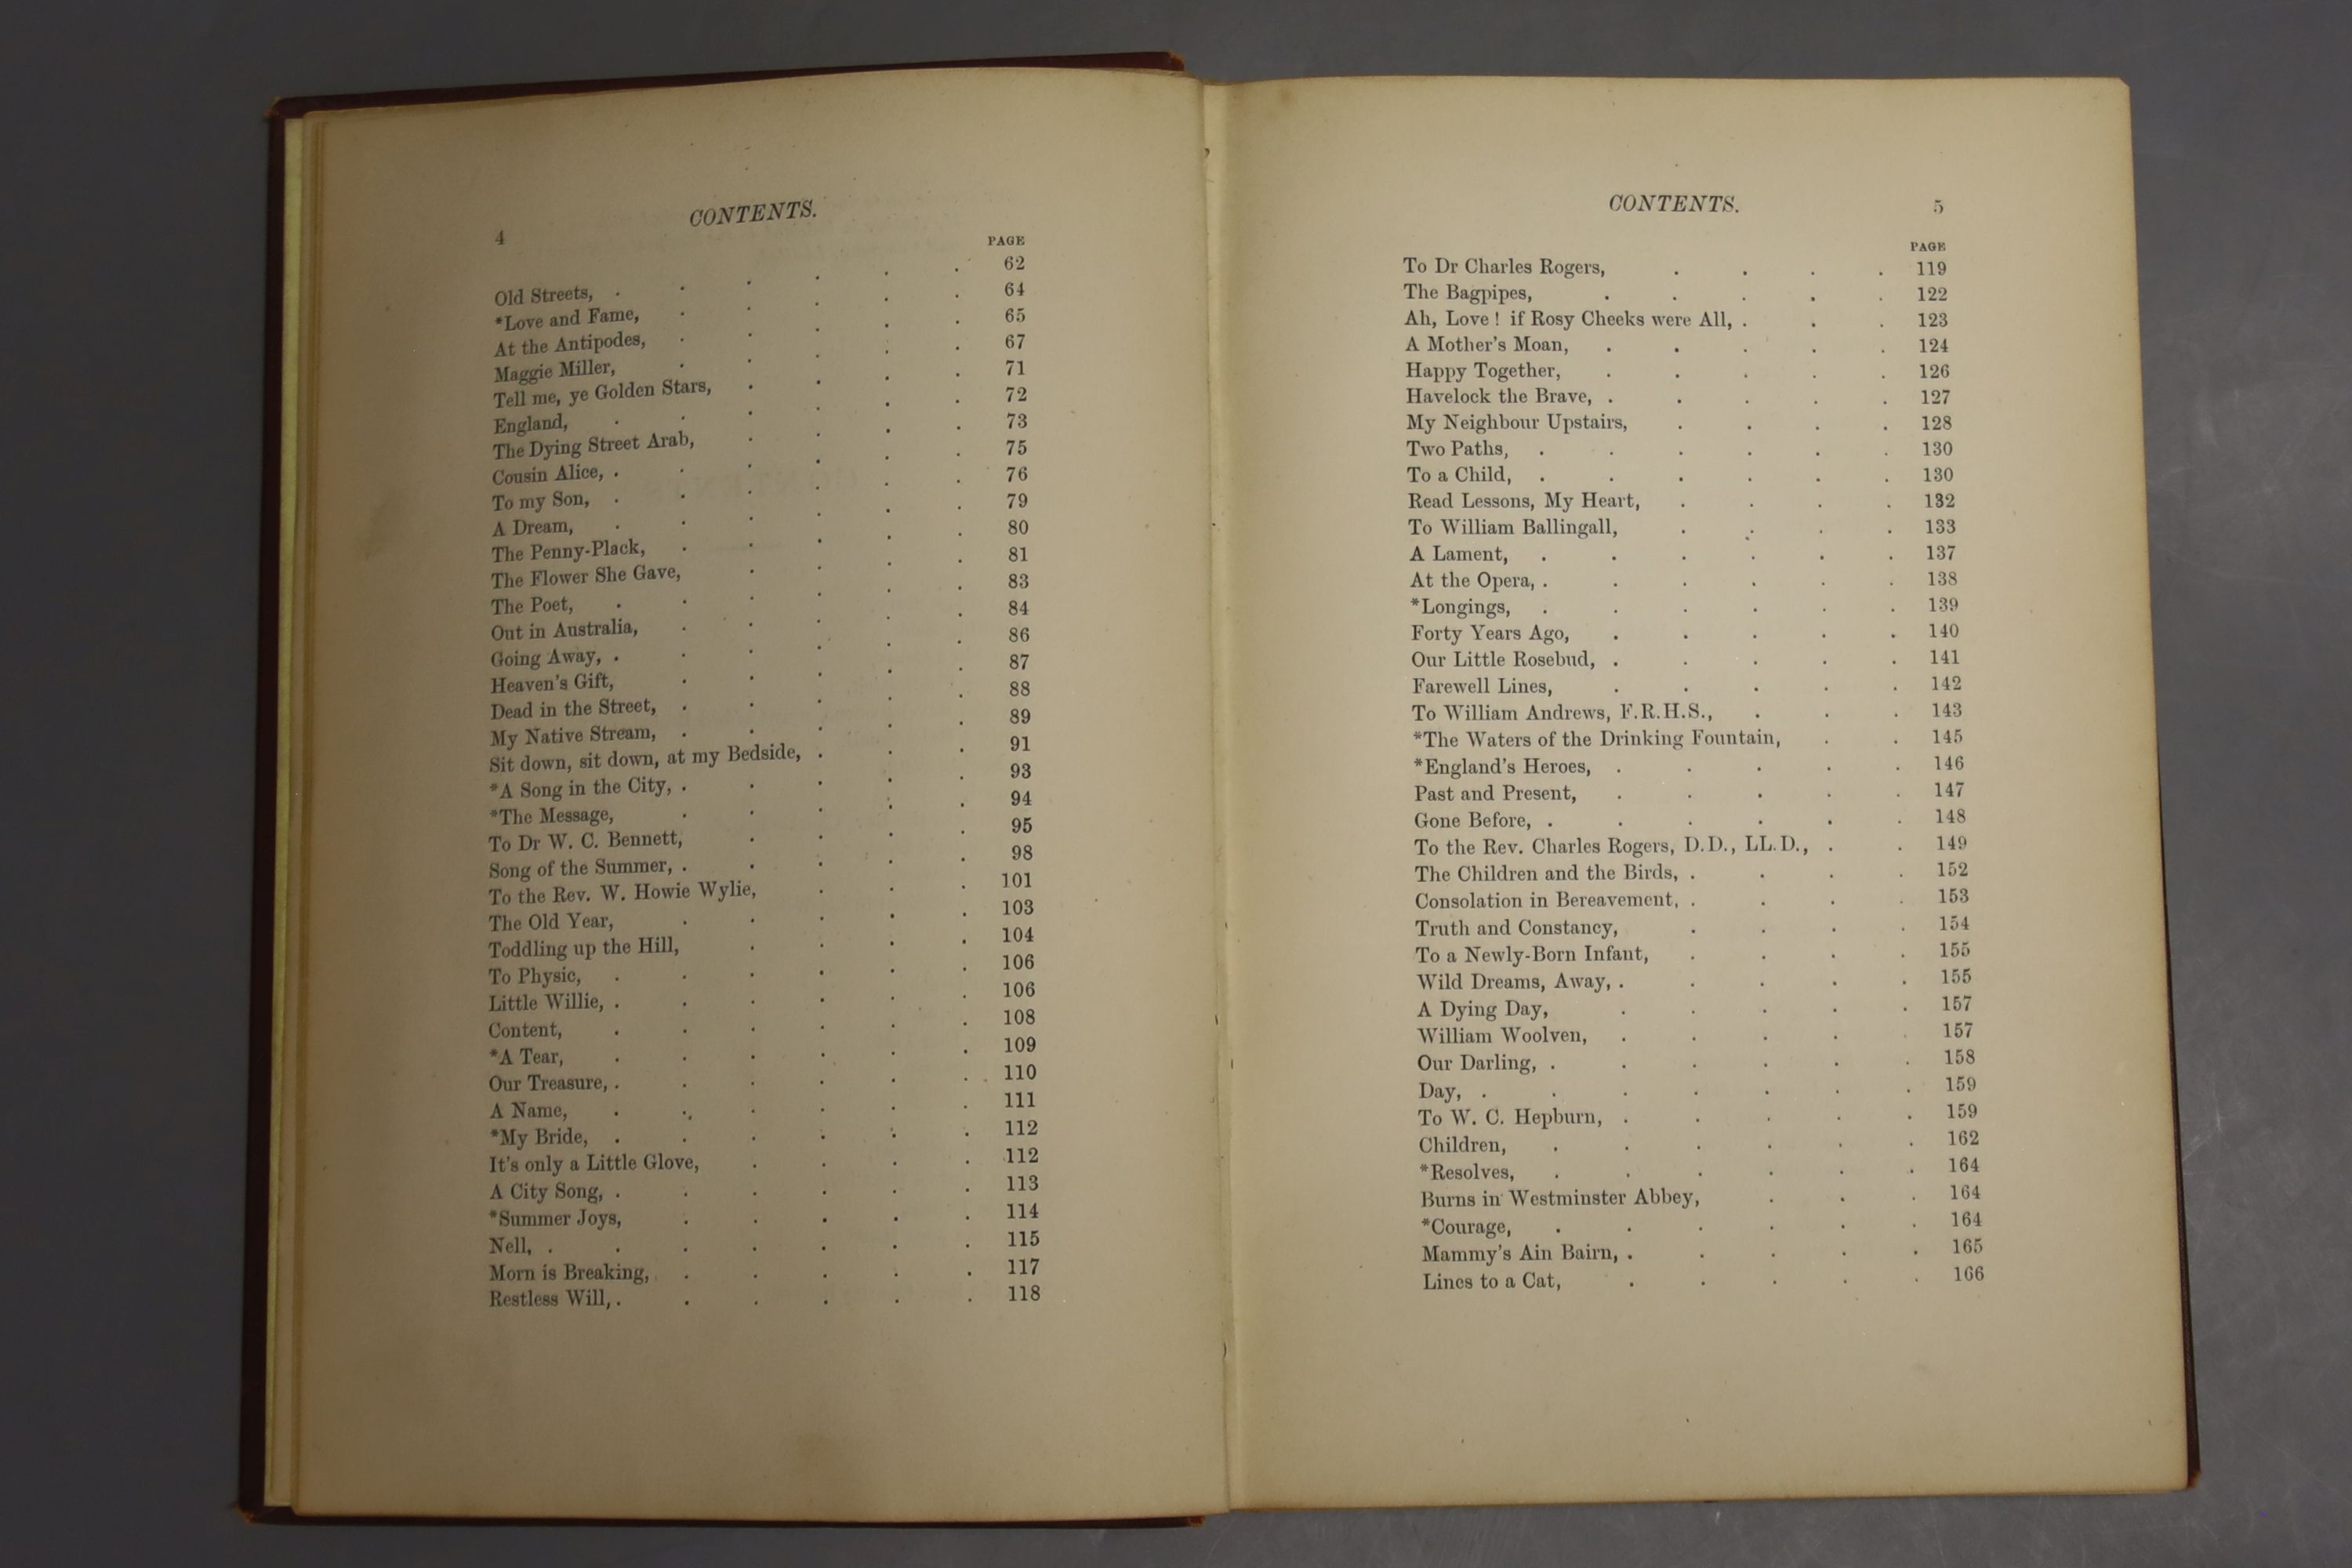 4 CONTENTS.
PAGE
Old Streets, . . . . . . 62
*Love and Fame, . . . . . 64
At the Antipodes, . . . . . 65
Maggie Miller, . . . . . 67
Tell me, ye Golden Stars, . . . . 71
England, . . . . . . 72
The Dying Street Arab, . . . . 73
Cousin Alice, . . . . . . 75
To my Son, . . . . . . 76
A Dream, . . . . . . 79
The Penny-Plack, . . . . . 80
The Flower She Gave, . . . . 81
The Poet, . . . . . . 83
Out in Australia, . . . . . 84
Going Away, . . . . . . 86
Heaven's Gift, . . . . . 87
Dead in the Street, . . . . . 88
My Native Stream, . . . . . 89
Sit down, sit down, at my Bedside, . . . 91
*A Song in the City, . . . . . 93
*The Message, . . . . . 94
To Dr W. C. Bennett, . . . . 95
Song of the Summer, . . . . . 98
To the Rev. W. Howie Wylie, . . . 101
The Old Year, . . . . . 103
Toddling up the Hill, . . . . 104
To Physic, . . . . . . 106
Little Willie, . . . . . . 106
Content, . . . . . . 108
*A Tear, . . . . . . 109
Our Treasure, . . . . . . 110
A Name, . . . . . . 111
*My Bride, . . . . . . 112
It's only a Little Glove, . . . . 112
A City Song, . . . . . . 113
*Summer Joys, . . . . . 114
Nell, . . . . . . . 115
Morn is Breaking, . . . . . 117
Restless Will, . . . . . . 118
CONTENTS. 5
PAGE
To Dr Charles Rogers, . . . . 119
The Bagpipes, . . . . . 122
Ah, Love! if Rosy Cheeks were All, . . . 123
A Mother's Moan, . . . . . 124
Happy Together, . . . . . 126
Havelock the Brave, . . . . . 127
My Neighbour Upstairs, . . . . 128
Two Paths, . . . . . . 130
To a Child, . . . . . . 130
Read Lessons, My Heart, . . . . 132
To William Ballingall, . . . . 133
A Lament, . . . . . . 137
At the Opera, . . . . . . 138
*Longings, . . . . . . 139
Forty Years Ago, . . . . . 140
Our Little Rosebud, . . . . . 141
Farewell Lines, . . . . . 142
To William Andrews, F.R.H.S., . . . 143
*The Waters of the Drinking Fountain, . . 145
*England's Heroes, . . . . . 146
Past and Present, . . . . . 147
Gone Before, . . . . . . 148
To the Rev. Charles Rogers, D.D., LL.D., . . 149
The Children and the Birds, . . . . 152
Consolation in Bereavement, . . . . 153
Truth and Constancy, . . . . 154
To a Newly-Born Infant, . . . . 155
Wild Dreams, Away, . . . . . 155
A Dying Day, . . . . . 157
William Woolven, . . . . . 157
Our Darling, . . . . . . 158
Day, . . . . . . . 159
To W. C. Hepburn, . . . . . 159
Children, . . . . . . 162
*Resolves, . . . . . . 164
Burns in Westminster Abbey, . . . 164
*Courage, . . . . . . 164
Mammy's Ain Bairn, . . . . . 165
Lines to a Cat, . . . . . 166